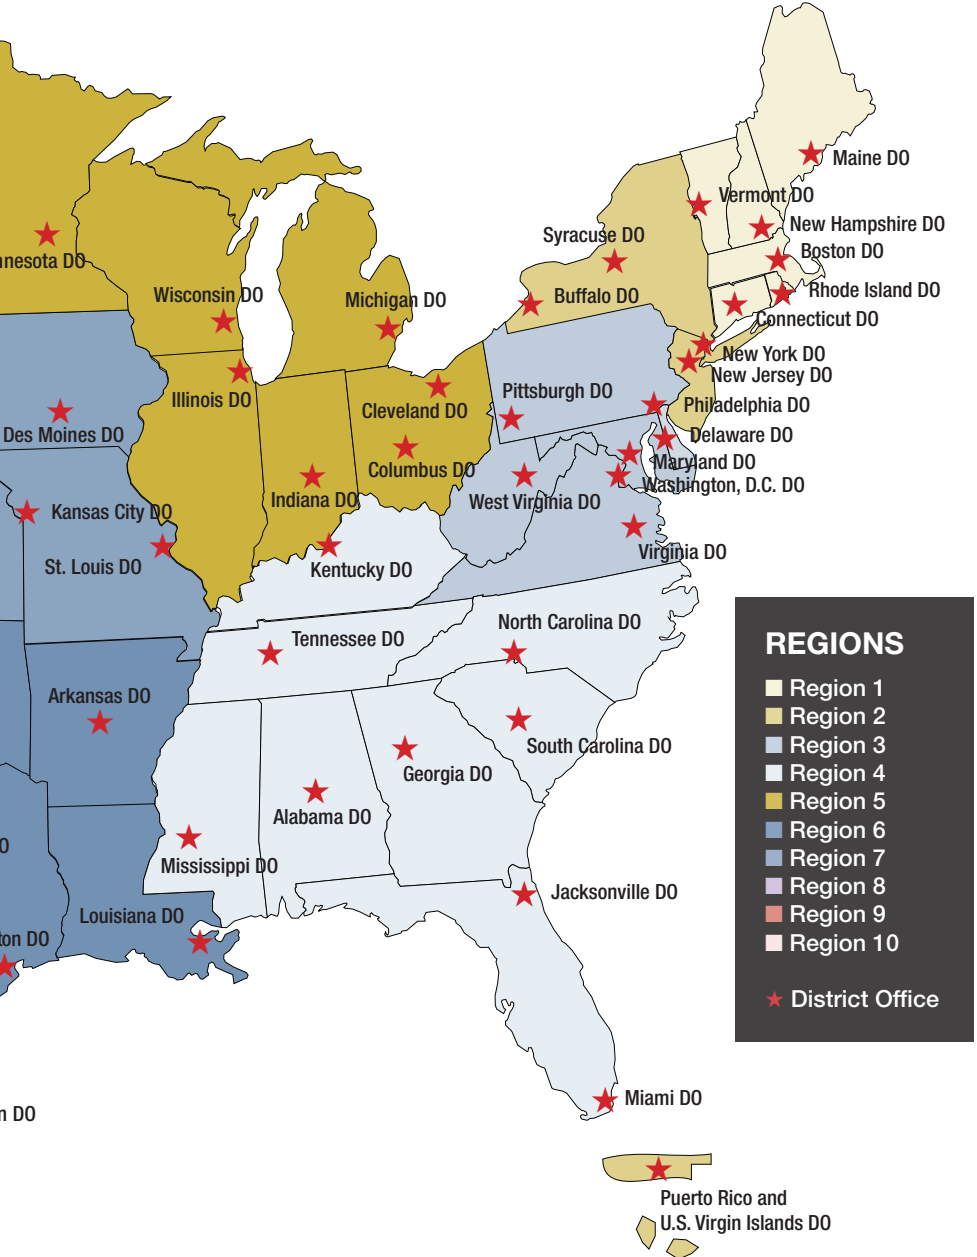 Maine DO
Vermont DO
New Hampshire DO
Syracuse DO
Boston DO
nnesota DO
Rhode Island DO
Wisconsin DO
Michigan DO
Buffalo DO
Connecticut DO
New York DO
New Jersey DO
Illinois DO
Pittsburgh DO
Cleveland DO
Philadelphia DO
Des Moines DO
Delaware DO
Columbus DO
Maryland DO
Washington, D.C. DO
Indiana DO
West Virginia DO
Kansas City DO
Virginia DO
St. Louis DO
Kentucky DO
North Carolina DO
Tennessee DO
Arkansas DO
South Carolina DO
Georgia DO
Alabama DO
O
Mississippi DO
Jacksonville DO
Louisiana DO
ton DO
Miami DO
n DO
Puerto Rico and
U.S. Virgin Islands DO
REGIONS
Region 1
Region 2
Region 3
Region 4
Region 5
Region 6
Region 7
Region 8
Region 9
Region 10
District Office